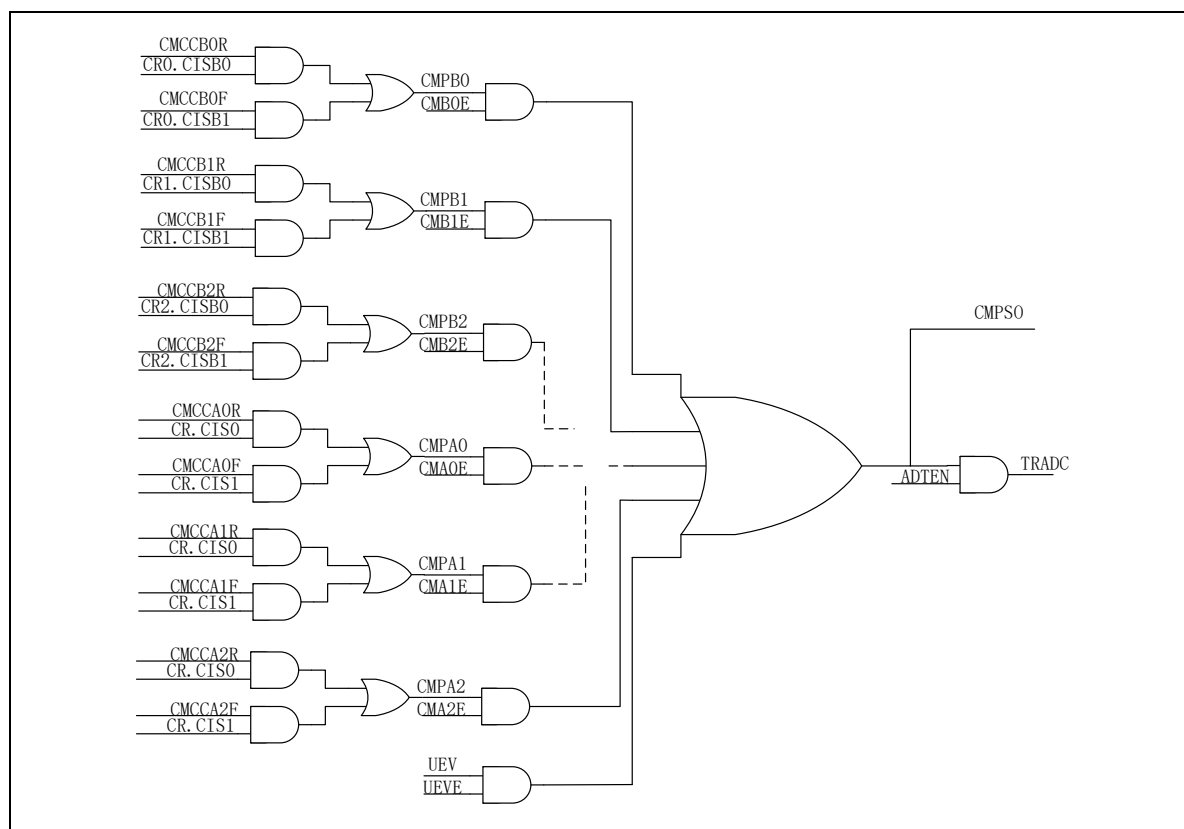 CMCCB0R
CR0.CISB0
CMCCB0F
CR0.CISB1
CMPB0
CMB0E
CMCCB1R
CR1.CISB0
CMCCB1F
CR1.CISB1
CMPB1
CMB1E
CMCCB2R
CR2.CISB0
CMCCB2F
CR2.CISB1
CMPB2
CMB2E
CMCCA0R
CR.CIS0
CMCCA0F
CR.CIS1
CMPA0
CMA0E
CMCCA1R
CR.CIS0
CMCCA1F
CR.CIS1
CMPA1
CMA1E
CMCCA2R
CR.CIS0
CMCCA2F
CR.CIS1
CMPA2
CMA2E
UEV
UEVE
CMPSO
ADTEN
TRADC